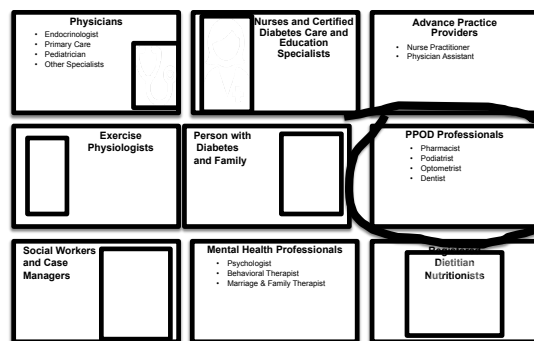 Physicians
• Endocrinologist
• Primary Care
• Pediatrician
• Other Specialists
Nurses and Certified
Diabetes Care and
Education
Specialists
Advance Practice
Providers
• Nurse Practitioner
• Physician Assistant
Exercise
Physiologists
Person with
Diabetes
and Family
PPOD Professionals
• Pharmacist
• Podiatrist
• Optometrist
• Dentist
Social Workers
and Case
Managers
Mental Health Professionals
• Psychologist
• Behavioral Therapist
• Marriage & Family Therapist
Dietitian
Nutritionists